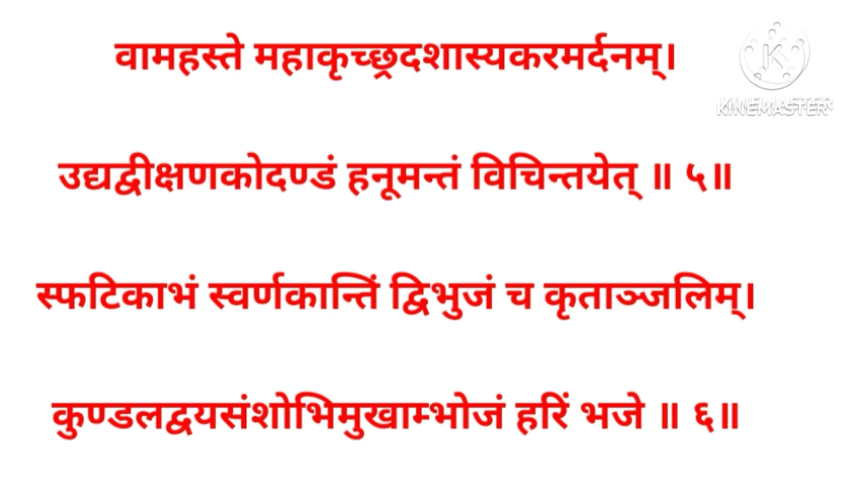 वामहस्ते महाकृच्छ्रदशास्यकरमर्दनम्।
KINEMASTER
उद्यद्वीक्षणकोदण्डं हनूमन्तं विचिन्तयेत् ॥ ५॥
स्फटिकाभं स्वर्णकान्तिं द्विभुजं च कृताञ्जलिम्।
कुण्डलद्वयसंशोभिमुखाम्भोजं हरिं भजे ॥ ६॥